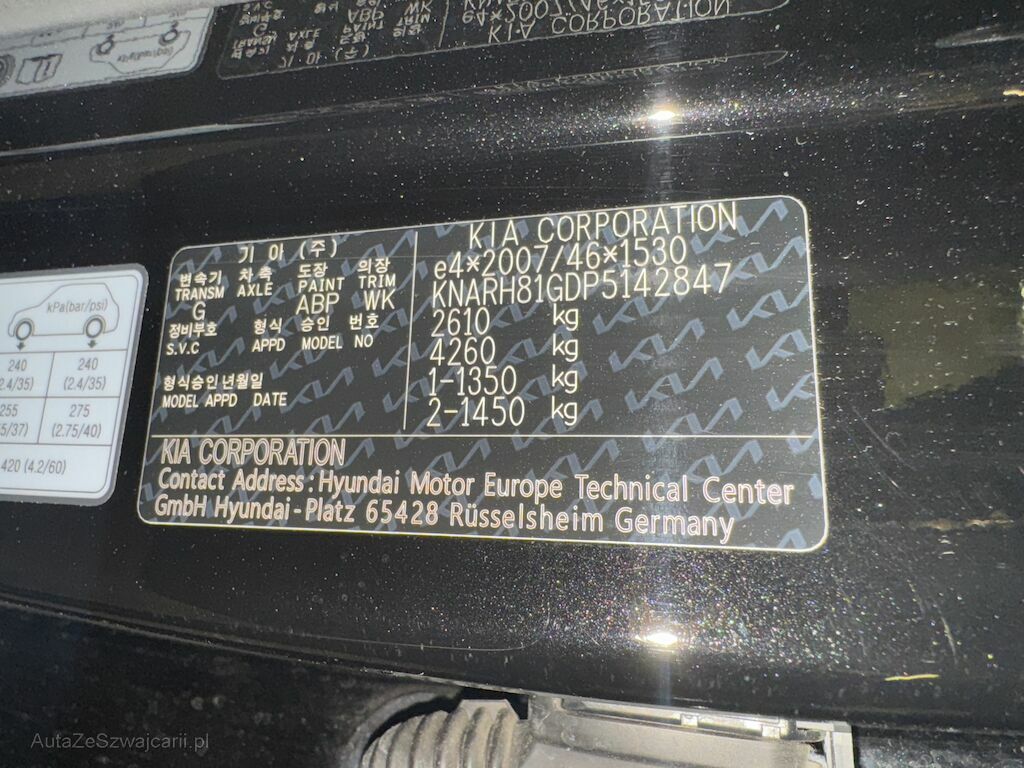 기아 (주)
변속기 차축 도장 의장
TRANSM AXLE PAINT TRIM
G ABP WK
정비부호 형식 승인 번호
S.V.C APPD MODEL NO
형식승인년월일
MODEL APPD DATE
KIA CORPORATION
e4*2007/46*1530
KNARH81GDP5142847
2610 kg
4260 kg
1-1350 kg
2-1450 kg
KIA CORPORATION
Contact Address : Hyundai Motor Europe Technical Center
GmbH Hyundai-Platz 65428 Rüsselsheim Germany
kPa(bar/psi)
240 240
(2.4/35)
255 275
(2.75/40)
420 (4.2/60)
AutaZeSzwajcarii.pl